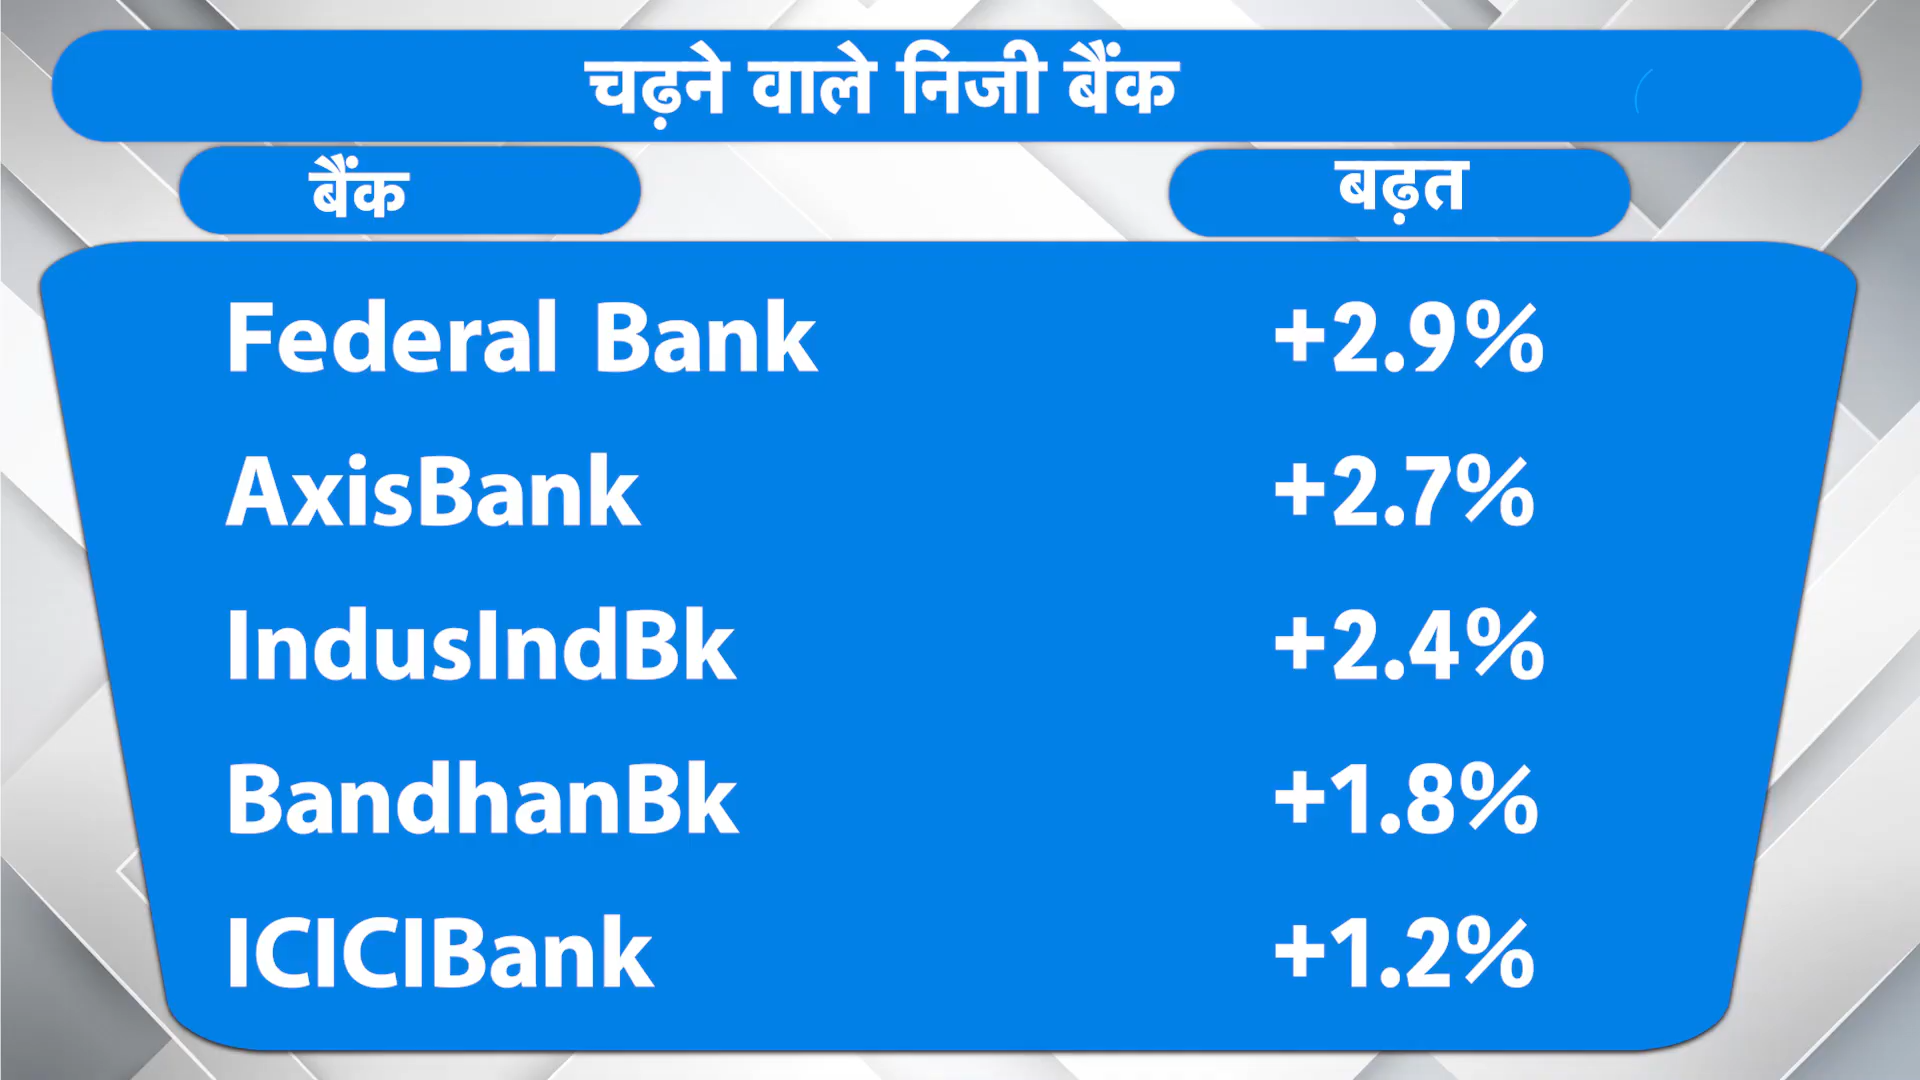 चढ़ने वाले निजी बैंक
बैंक बढ़त
Federal Bank +2.9%
AxisBank +2.7%
IndusIndBk +2.4%
BandhanBk +1.8%
ICICIBank +1.2%